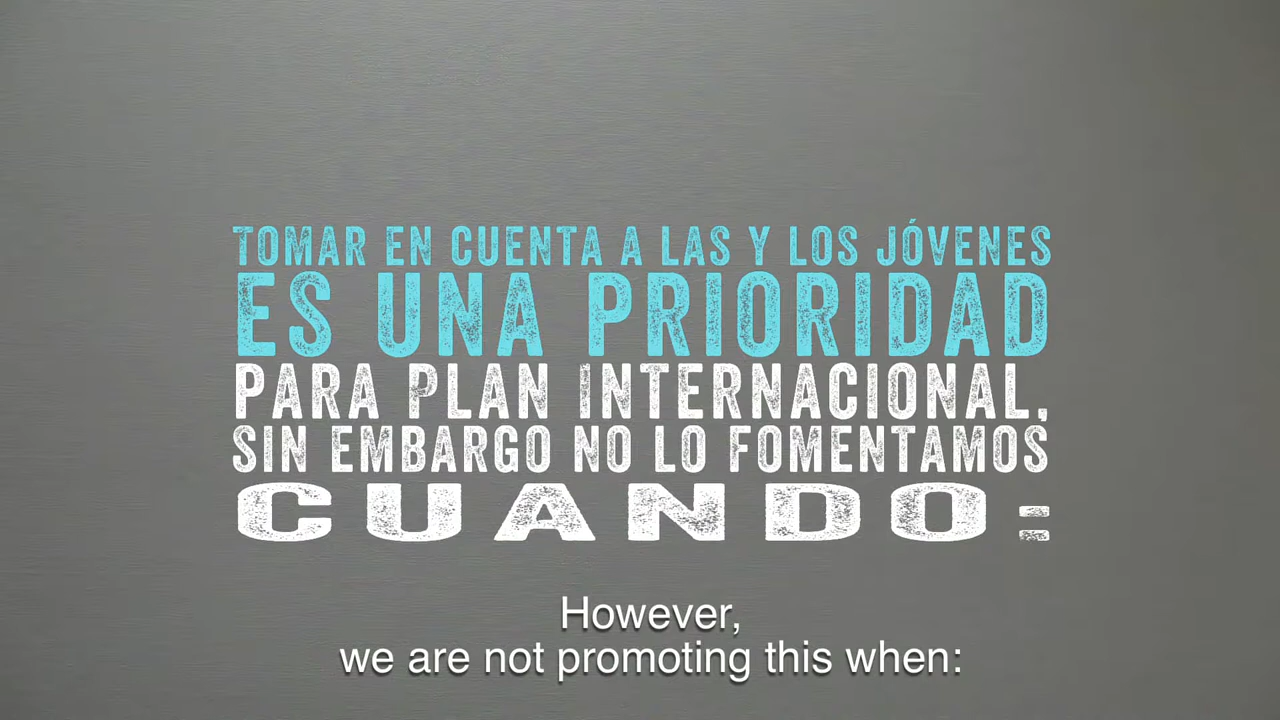 TOMAR EN CUENTA A LAS Y LOS JÓVENES
ES UNA PRIORIDAD
PARA PLAN INTERNACIONAL,
SIN EMBARGO NO LO FOMENTAMOS
CUANDO:
However,
we are not promoting this when: